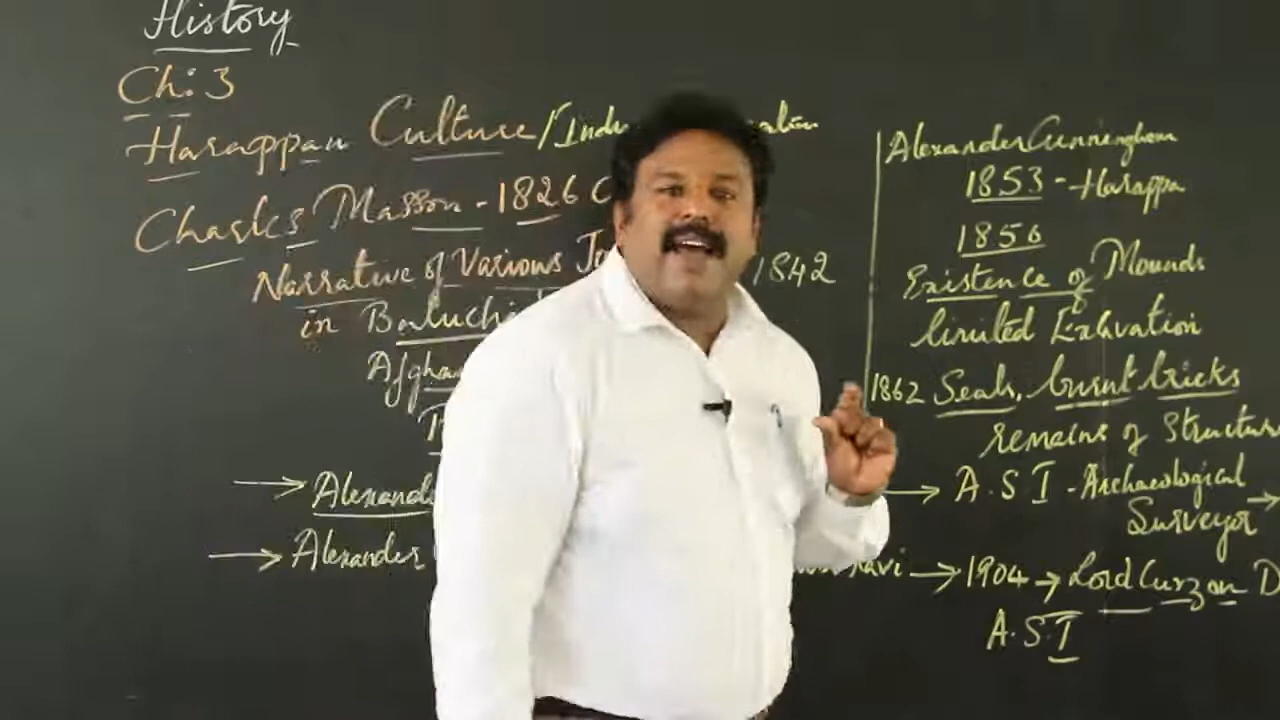 History
Ch: 3
Harappan Culture/Indu
Charles Masson - 1826
Narrative of Various
1842
in Baluchi
Afghan
→ Alexand
→ Alexander
Alexander Cunningham
1853 - Harappa
1856
Existence of Mounds
limited Excavation
1862 Seals, burnt bricks
remains of Structure
→ A.S I - Archaeological
Surveyor →
ravi → 1904 → Lord Curzon D
A.S.I